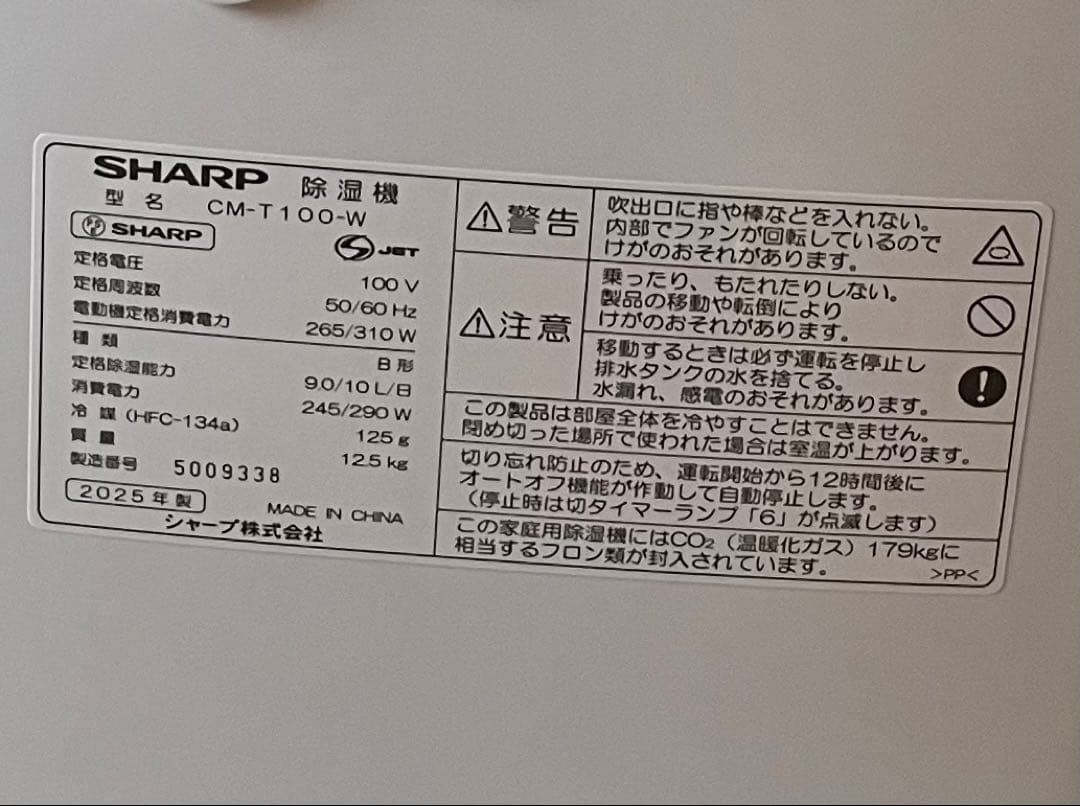 SHARP 除湿機
型名 CM-T100-W
SHARP JET
定格電圧 100 V
定格周波数 50/60 Hz
電動機定格消費電力 265/310 W
種類 B 形
定格除湿能力 9.0/10 L/日
消費電力 245/290 W
冷媒(HFC-134a) 125 g
質量 12.5 kg
製造番号 5009338
2025年製 MADE IN CHINA
シャープ株式会社
警告
吹出口に指や棒などを入れない。
内部でファンが回転しているので
けがのおそれがあります。
注意
乗ったり、もたれたりしない。
製品の移動や転倒により
けがのおそれがあります。
移動するときは必ず運転を停止し
排水タンクの水を捨てる。
水漏れ、感電のおそれがあります。
この製品は部屋全体を冷やすことはできません。
閉め切った場所で使われた場合は室温が上がります。
切り忘れ防止のため、運転開始から12時間後に
オートオフ機能が作動して自動停止します。
(停止時は切タイマーランプ「6」が点滅します)
この家庭用除湿機にはCO₂(温暖化ガス)179kgに
相当するフロン類が封入されています。
>PP<